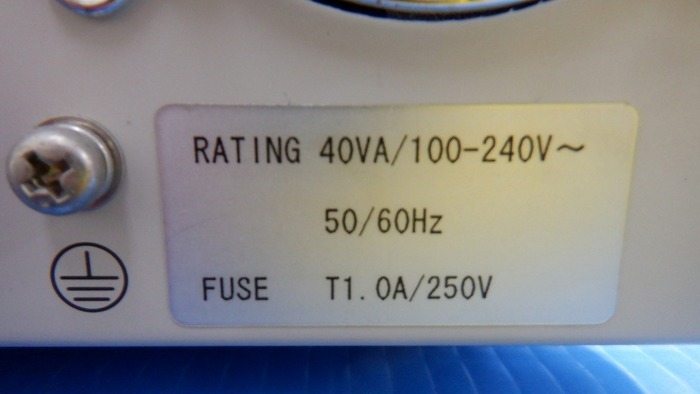 RATING 40VA/100-240V~
50/60Hz
FUSE T1.0A/250V